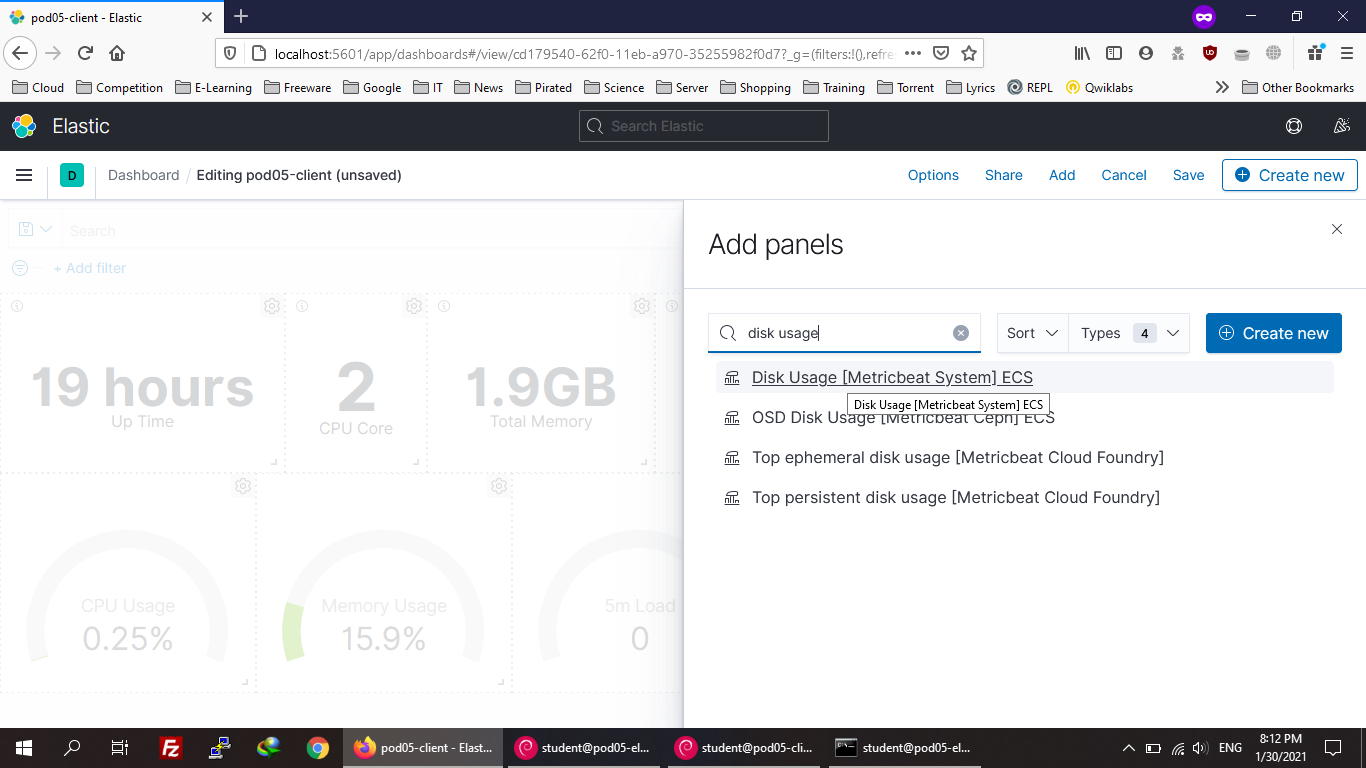 pod05-client - Elastic
localhost:5601/app/dashboards#/view/cd179540-62f0-11eb-a970-35255982f0d7?_g=(filters:!(),refre
Cloud Competition E-Learning Freeware Google IT News Pirated Science Server Shopping Training Torrent Lyrics REPL Qwiklabs Other Bookmarks
Elastic Search Elastic
D Dashboard / Editing pod05-client (unsaved) Options Share Add Cancel Save Create new
Search
+ Add filter
19 hours
Up Time
2
CPU Core
1.9GB
Total Memory
CPU Usage
0.25%
Memory Usage
15.9%
5m Load
0
Add panels
disk usage Sort Types 4 Create new
Disk Usage [Metricbeat System] ECS
Disk Usage [Metricbeat System] ECS
OSD Disk Usage [Metricbeat Ceph] ECS
Top ephemeral disk usage [Metricbeat Cloud Foundry]
Top persistent disk usage [Metricbeat Cloud Foundry]
pod05-client - Elast... student@pod05-el... student@pod05-cli... student@pod05-el... ENG
8:12 PM
1/30/2021